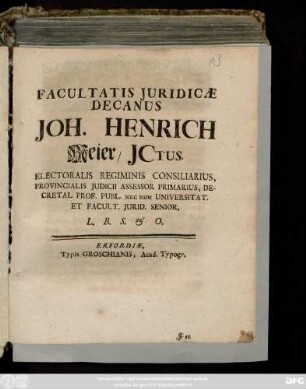 13
FACULTATIS JURIDICÆ
DECANUS
JOH. HENRICH
Meier/ JCTUS.
ELECTORALIS REGIMINIS CONSILIARIUS,
PROVINCIALIS JUDICII ASSESSOR PRIMARIUS, DE-
CRETAL. PROF. PUBL. NEC NON UNIVERSITAT.
ET FACULT. JURID. SENIOR,
L. B. S. & O.
ERFORDIÆ,
Typis GROSCHIANIS, Acad. Typogr.